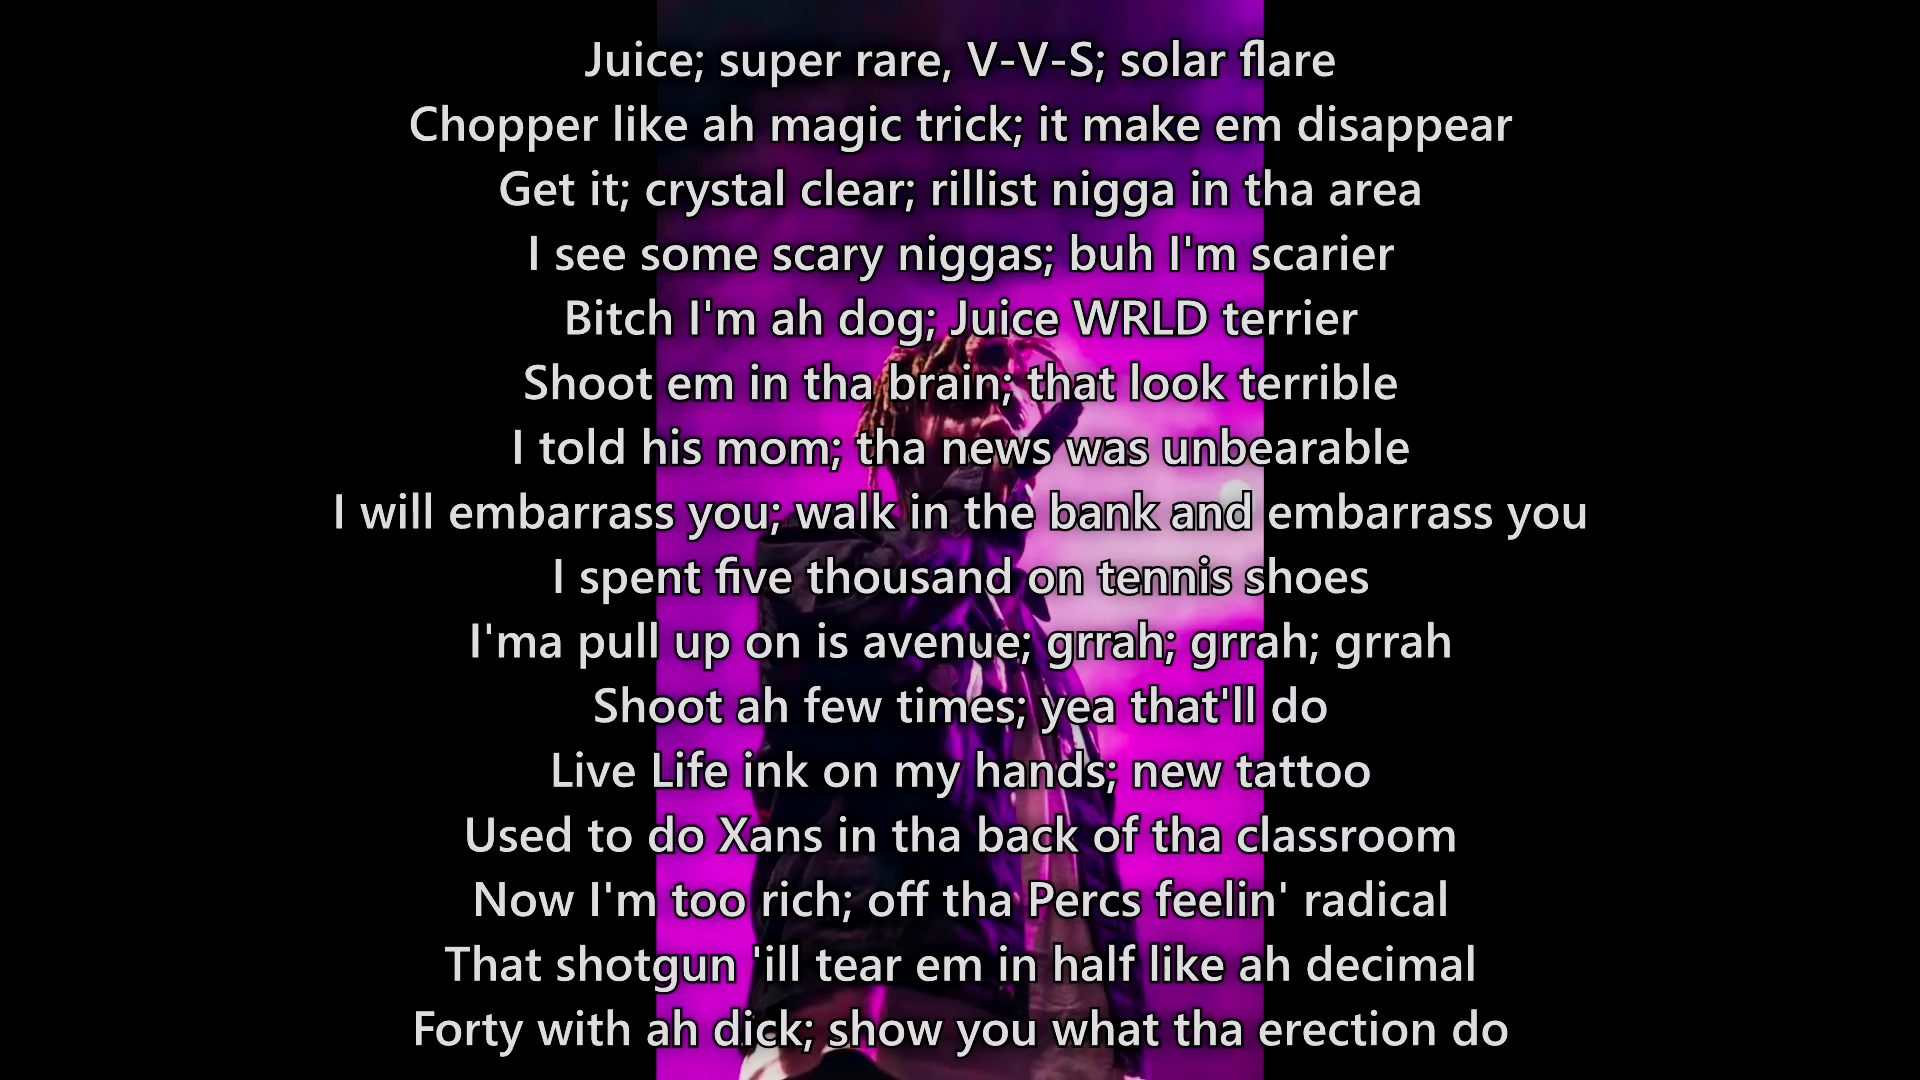 Juice; super rare, V-V-S; solar flare
Chopper like ah magic trick; it make em disappear
Get it; crystal clear; rillist nigga in tha area
I see some scary niggas; buh I'm scarier
Bitch I'm ah dog; Juice WRLD terrier
Shoot em in tha brain; that look terrible
I told his mom; tha news was unbearable
I will embarrass you; walk in the bank and embarrass you
I spent five thousand on tennis shoes
I'ma pull up on is avenue; grrah; grrah; grrah
Shoot ah few times; yea that'll do
Live Life ink on my hands; new tattoo
Used to do Xans in tha back of tha classroom
Now I'm too rich; off tha Percs feelin' radical
That shotgun 'ill tear em in half like ah decimal
Forty with ah dick; show you what tha erection do